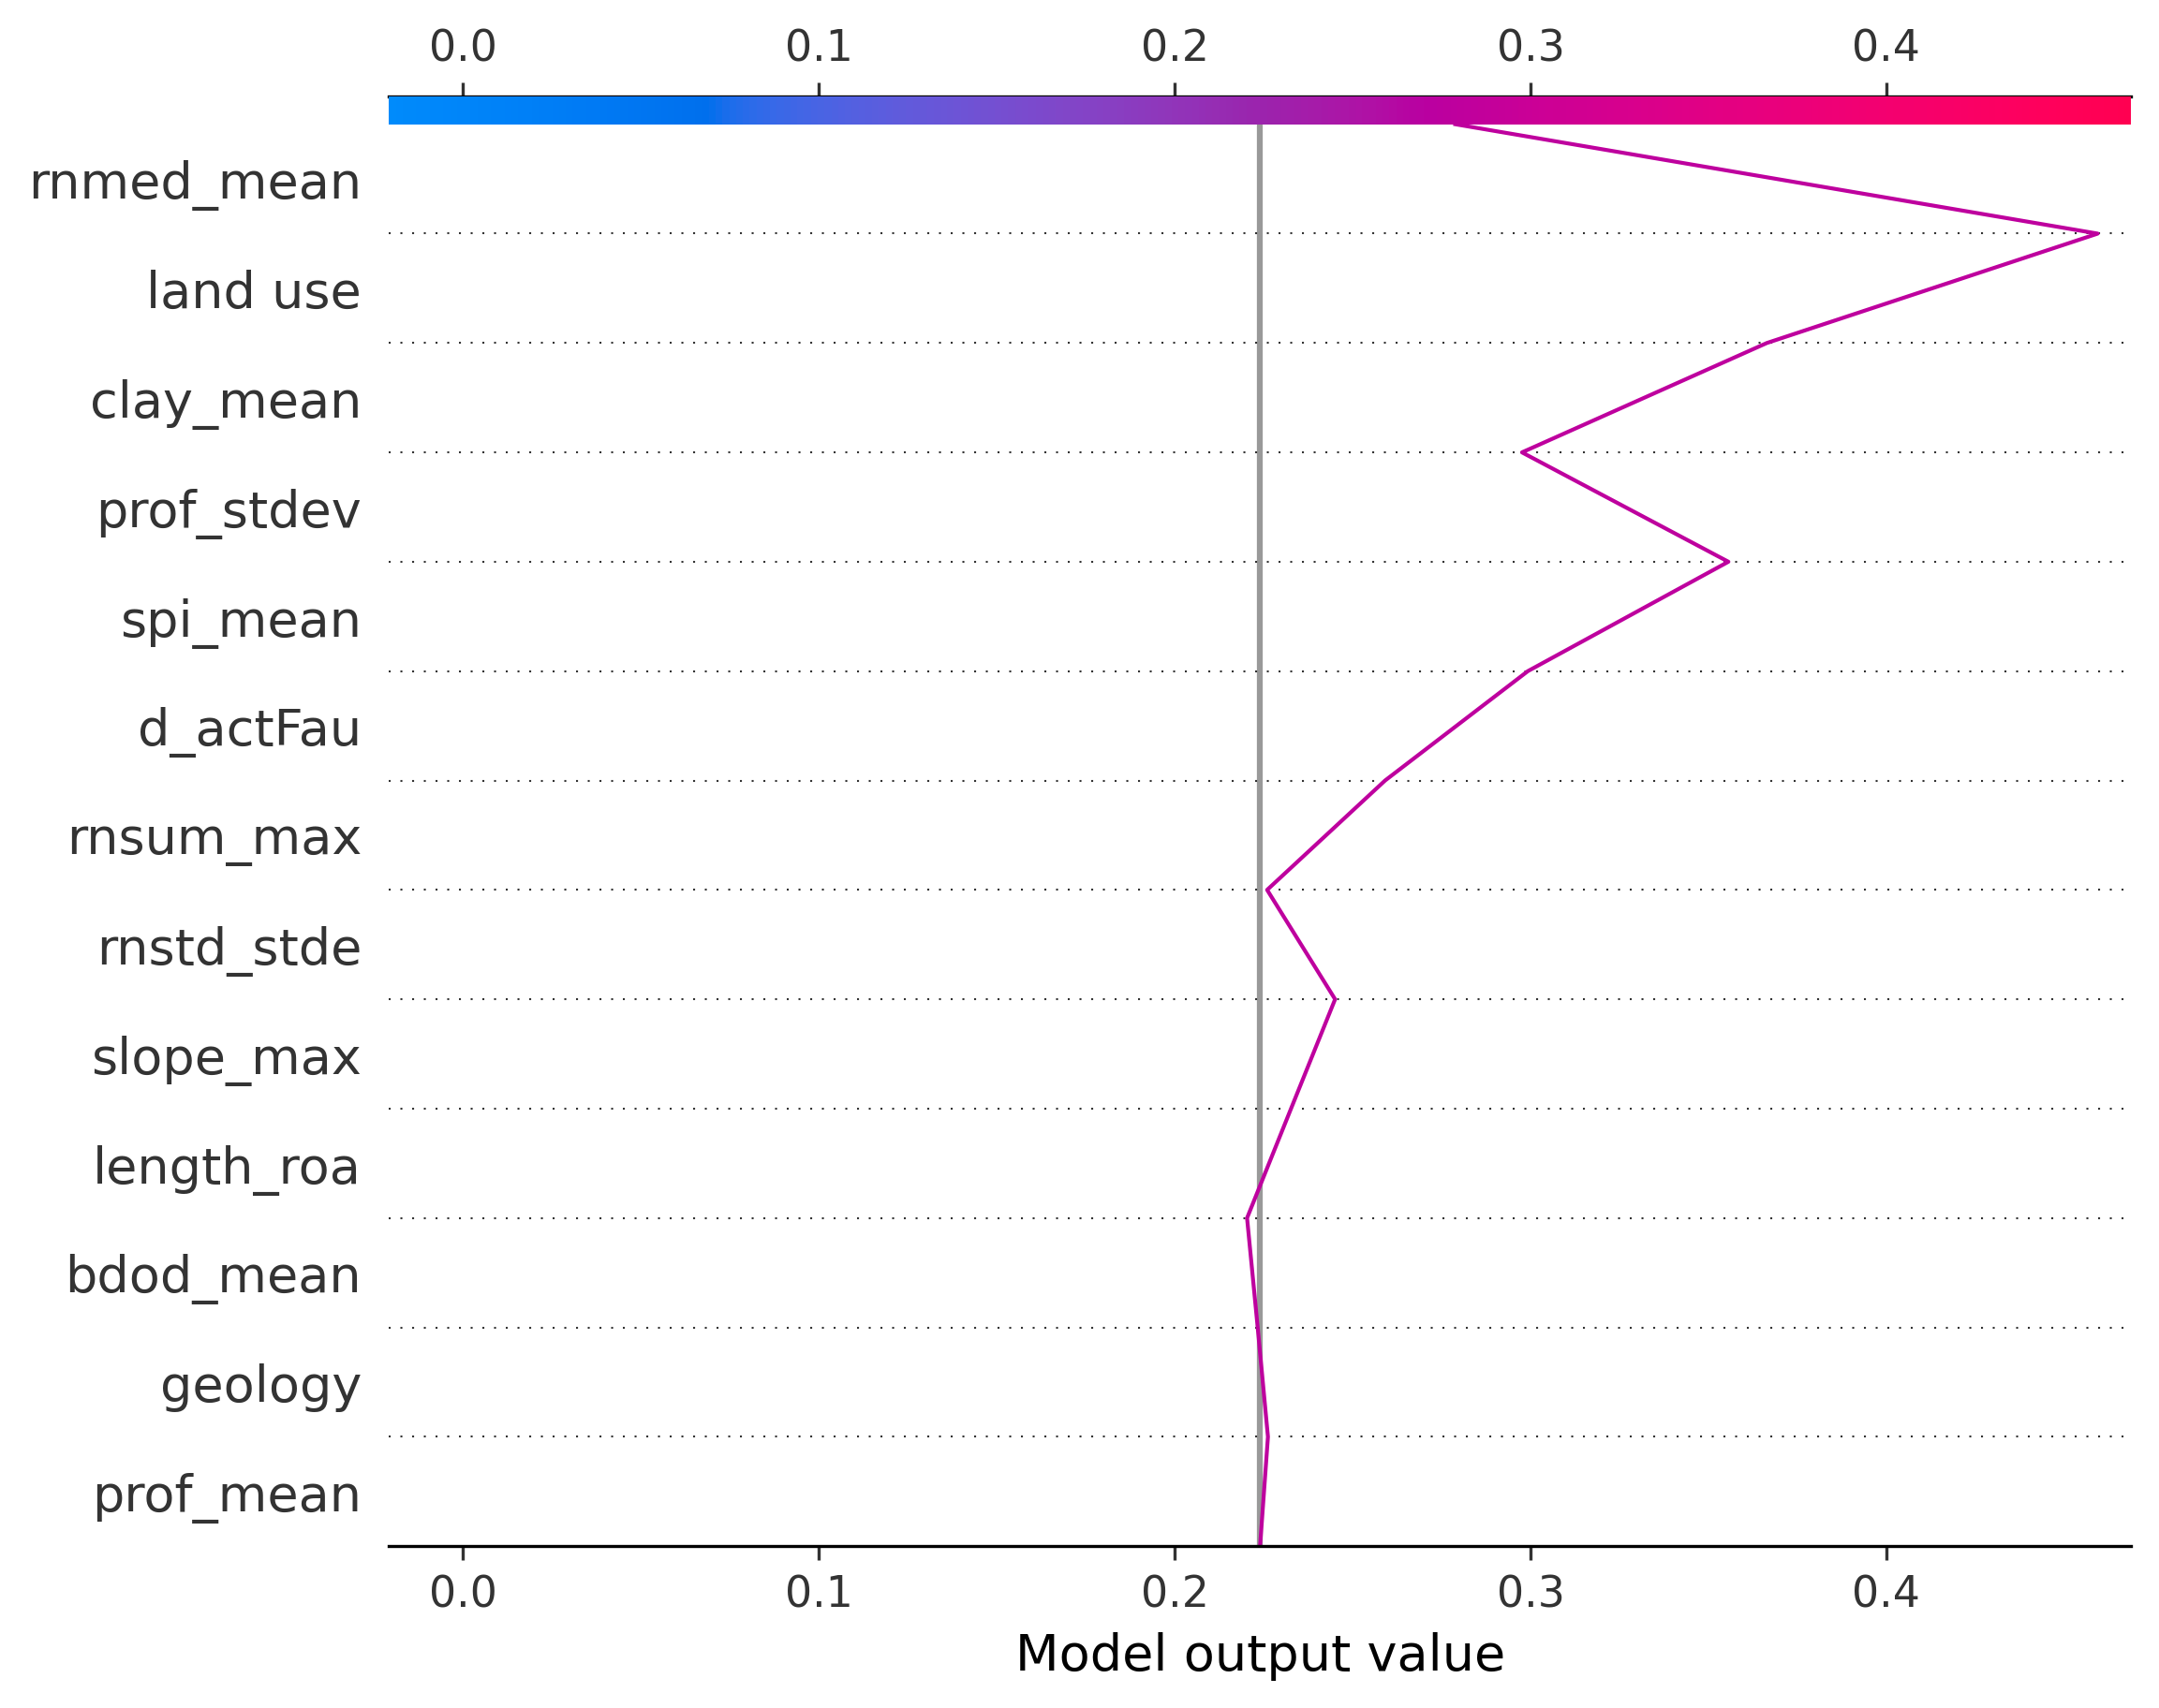 0.0 0.1 0.2 0.3 0.4
rnmed_mean
land use
clay_mean
prof_stdev
spi_mean
d_actFau
rnsum_max
rnstd_stde
slope_max
length_roa
bdod_mean
geology
prof_mean
0.0 0.1 0.2 0.3 0.4
Model output value